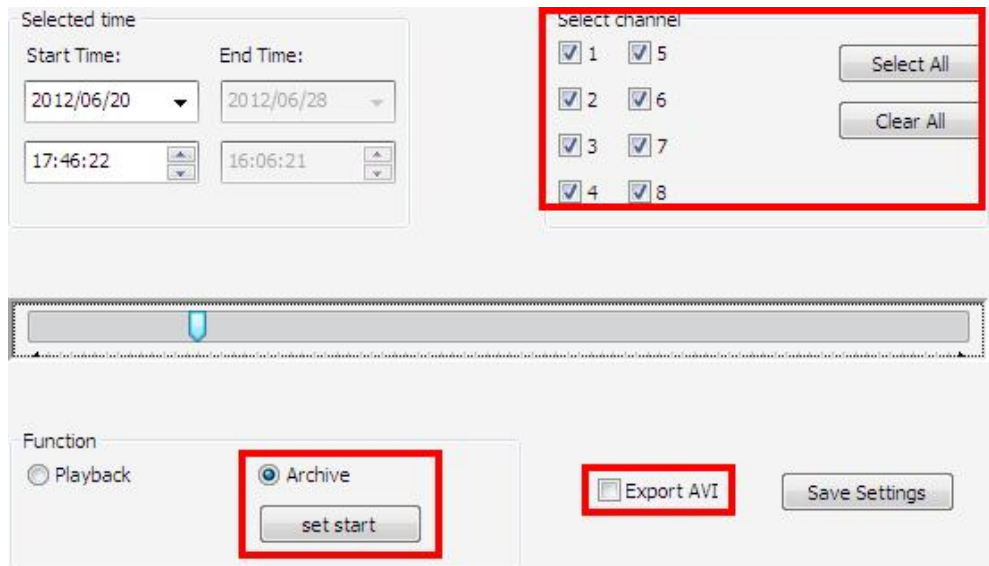 Selected time
Start Time:
End Time:
2012/06/20
2012/06/28
17:46:22
16:06:21
Select channel
1
5
Select All
2
6
Clear All
3
7
4
8
Function
Playback
Archive
set start
Export AVI
Save Settings